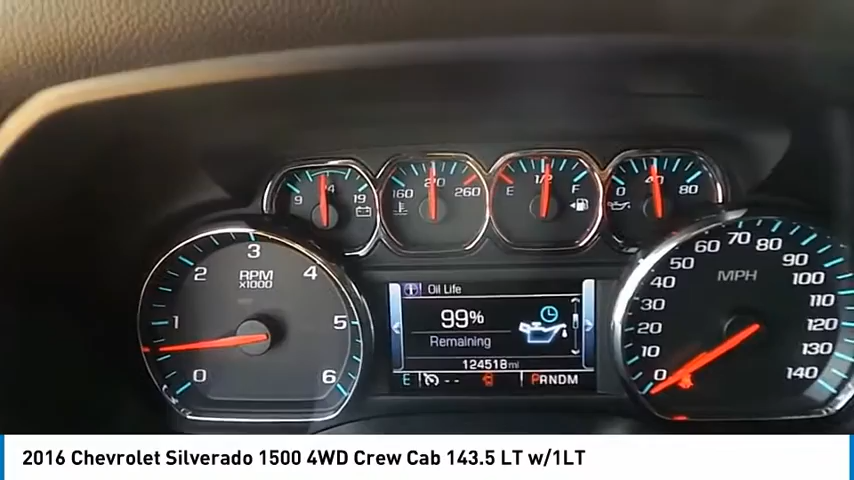 9 14 19
160 210 260
E 1/2 F
0 40 80
0 1 2 3 4 5 6
RPM
x1000
Oil Life
99%
Remaining
124518mi
E -- PRNDM
0 10 20 30 40 50 60 70 80 90 100 110 120 130 140
MPH
2016 Chevrolet Silverado 1500 4WD Crew Cab 143.5 LT w/1LT